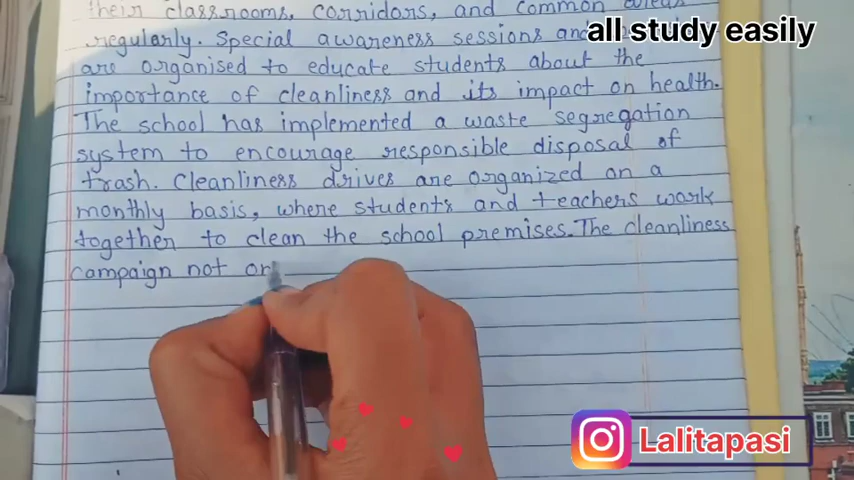 their classrooms, corridors, and common areas
regularly. Special awareness sessions and
all study easily
are organised to educate students about the
importance of cleanliness and its impact on health.
The school has implemented a waste segregation
system to encourage responsible disposal of
trash. Cleanliness drives are organized on a
monthly basis, where students and teachers work
together to clean the school premises. The cleanliness
campaign not on
Lalitapasi